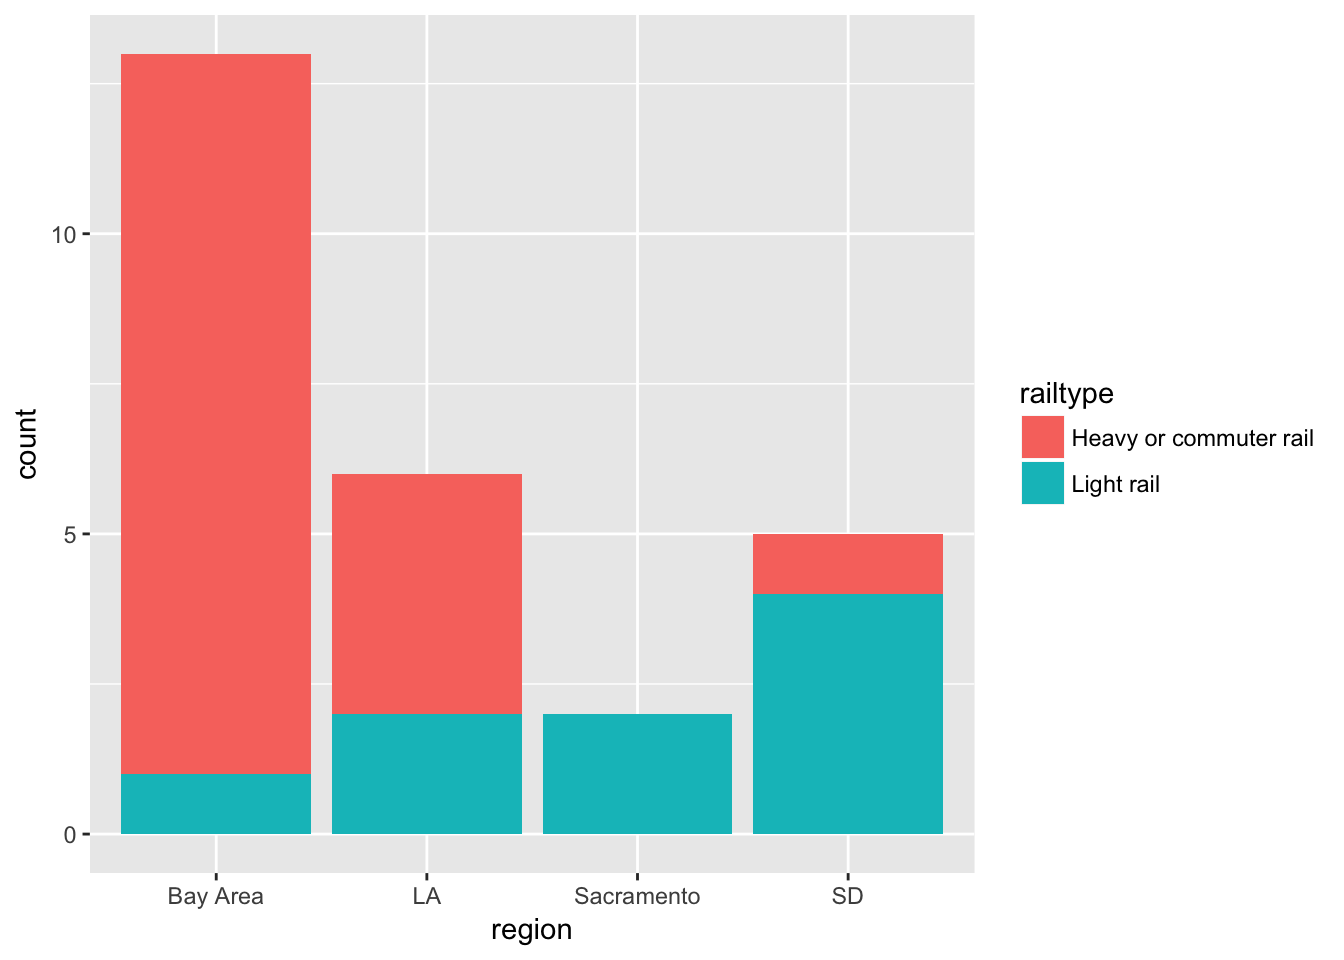 10
5
0
count
Bay Area
LA
Sacramento
SD
region
railtype
Heavy or commuter rail
Light rail